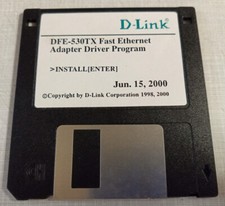 D-Link
DFE-530TX Fast Ethernet
Adapter Driver Program
>INSTALL[ENTER]
Jun. 15, 2000
©Copyright by D-Link Corporation 1998, 2000